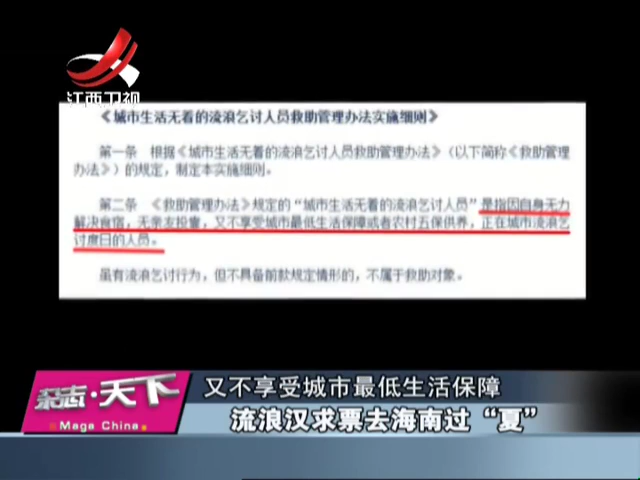 江西卫视
《城市生活无着的流浪乞讨人员救助管理办法实施细则》
第一条 根据《城市生活无着的流浪乞讨人员救助管理办法》（以下简称《救助管理
办法》）的规定，制定本实施细则。
第二条 《救助管理办法》规定的“城市生活无着的流浪乞讨人员”是指因自身无力
解决食宿，无亲友投靠，又不享受城市最低生活保障或者农村五保供养，正在城市流浪乞
讨度日的人员。
虽有流浪乞讨行为，但不具备前款规定情形的，不属于救助对象。
杂志·天下
Maga China
又不享受城市最低生活保障
流浪汉求票去海南过“夏”